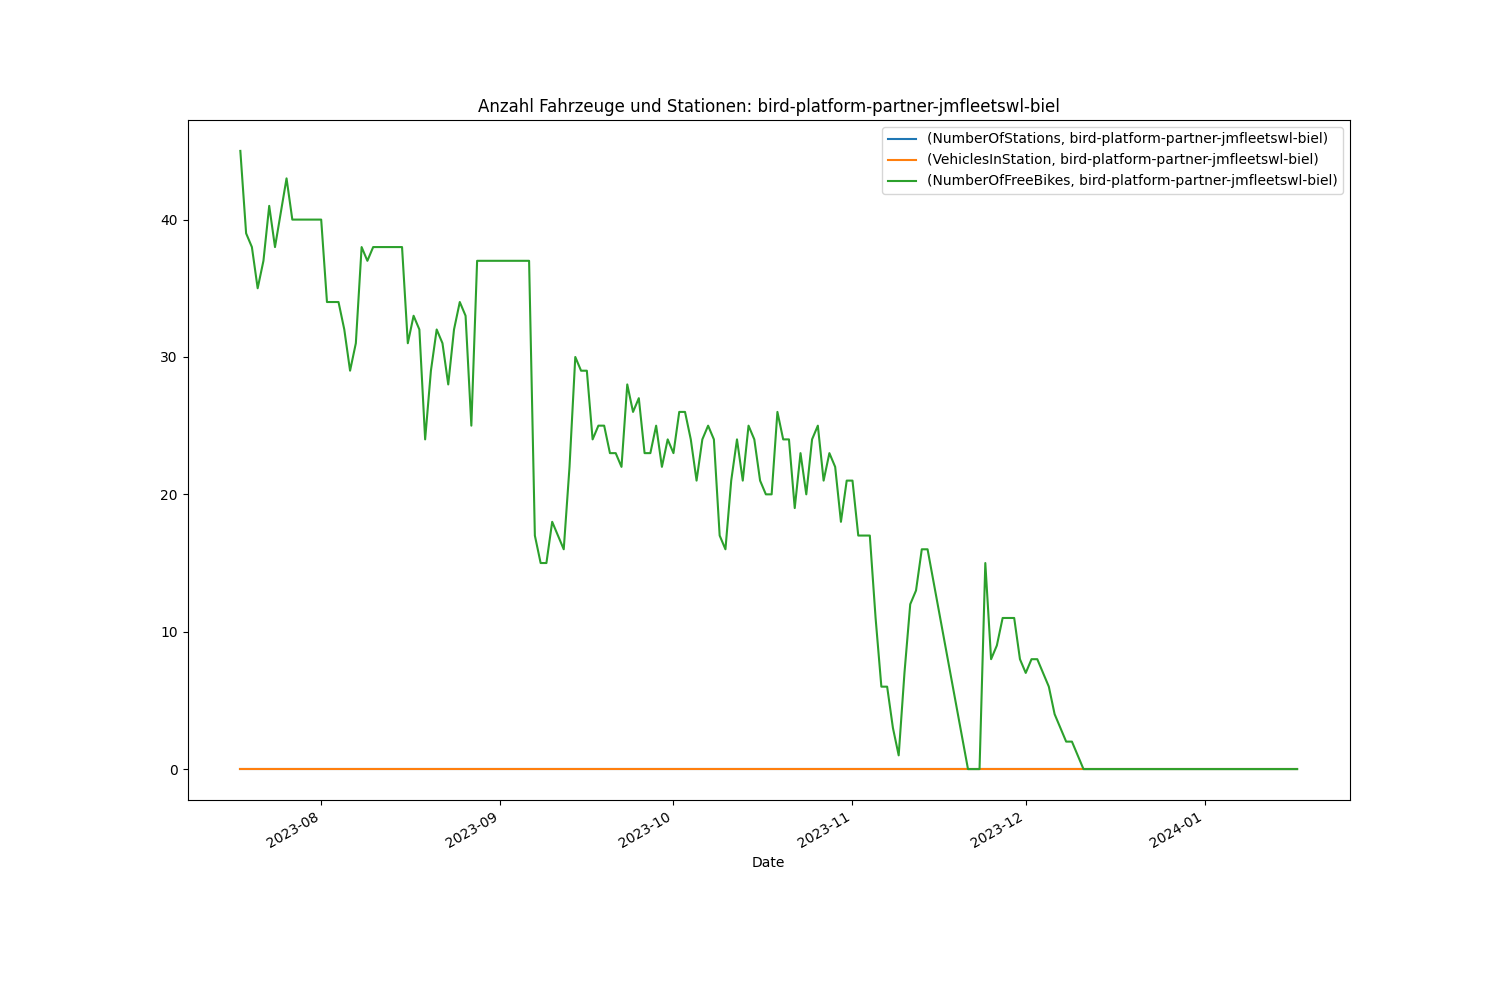 Anzahl Fahrzeuge und Stationen: bird-platform-partner-jmfleetswl-biel
(NumberOfStations, bird-platform-partner-jmfleetswl-biel)
(VehiclesInStation, bird-platform-partner-jmfleetswl-biel)
(NumberOfFreeBikes, bird-platform-partner-jmfleetswl-biel)
40
30
20
10
0
2023-08
2023-09
2023-10
2023-11
2023-12
2024-01
Date